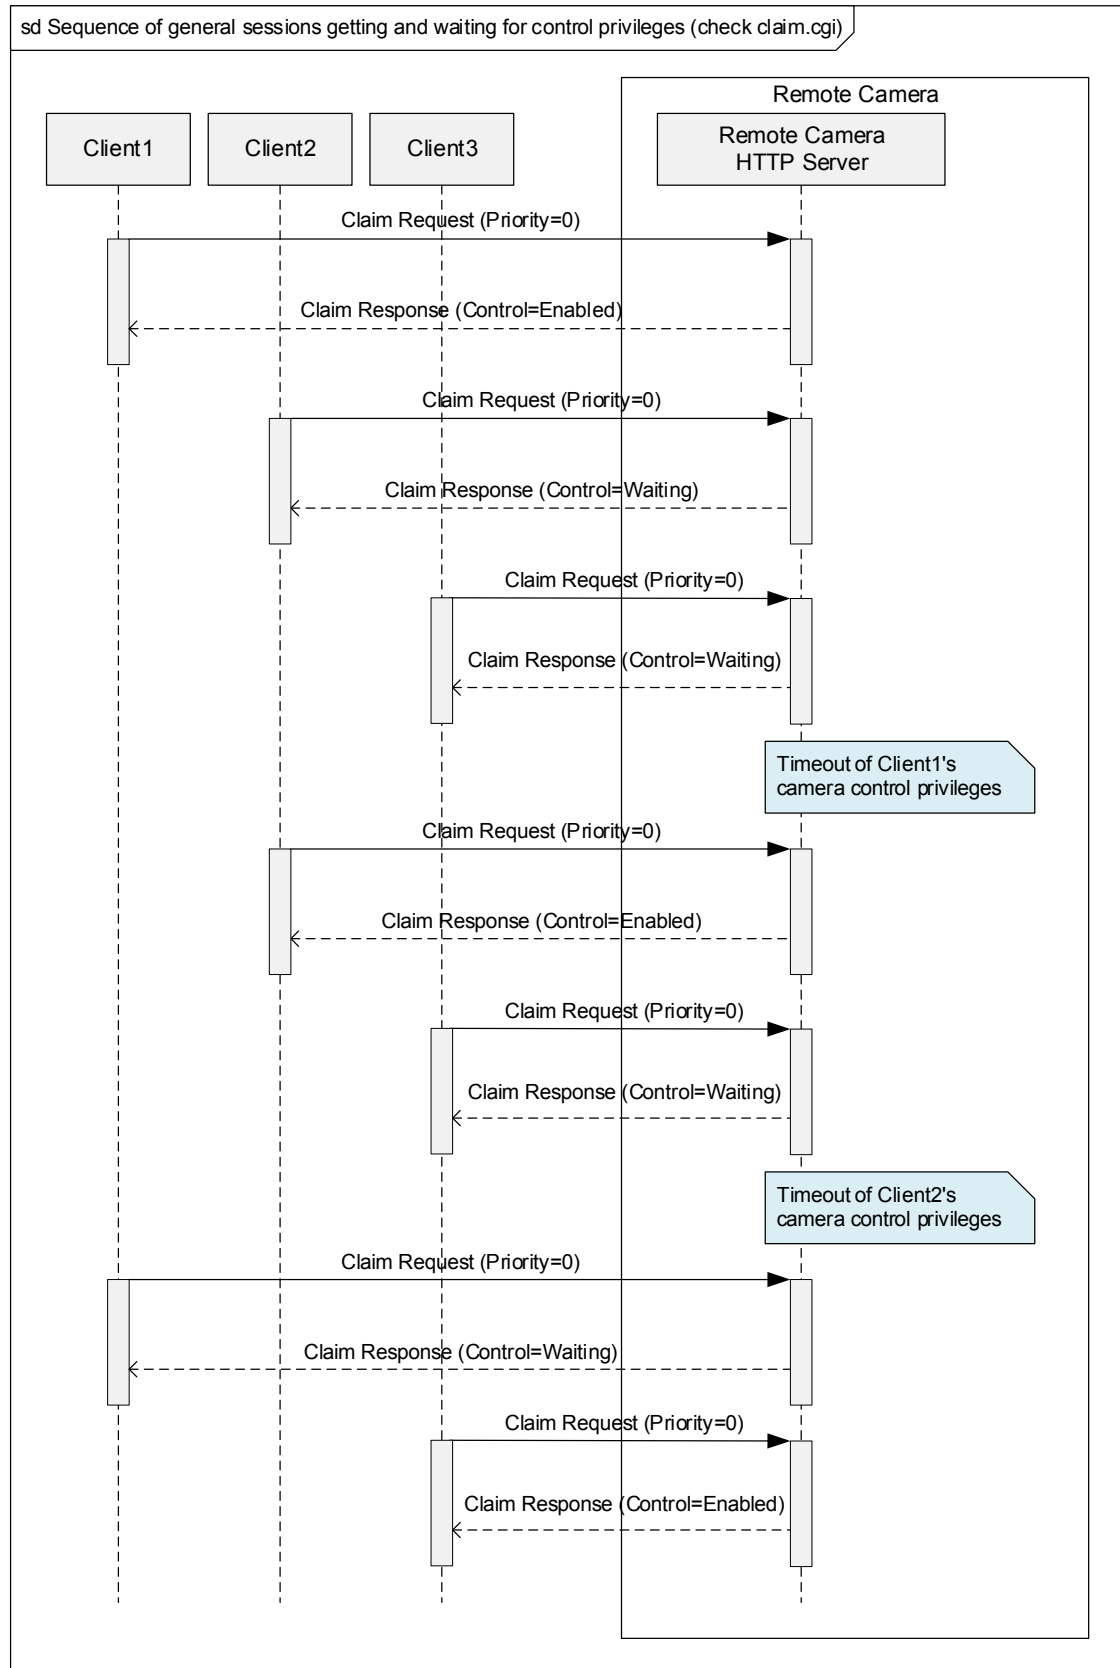 sd Sequence of general sessions getting and waiting for control privileges (check claim.cgi)
Remote Camera
Client1
Client2
Client3
Remote Camera
HTTP Server
Claim Request (Priority=0)
Claim Response (Control=Enabled)
Claim Request (Priority=0)
Claim Response (Control=Waiting)
Claim Request (Priority=0)
Claim Response (Control=Waiting)
Timeout of Client1's
camera control privileges
Claim Request (Priority=0)
Claim Response (Control=Enabled)
Claim Request (Priority=0)
Claim Response (Control=Waiting)
Timeout of Client2's
camera control privileges
Claim Request (Priority=0)
Claim Response (Control=Waiting)
Claim Request (Priority=0)
Claim Response (Control=Enabled)